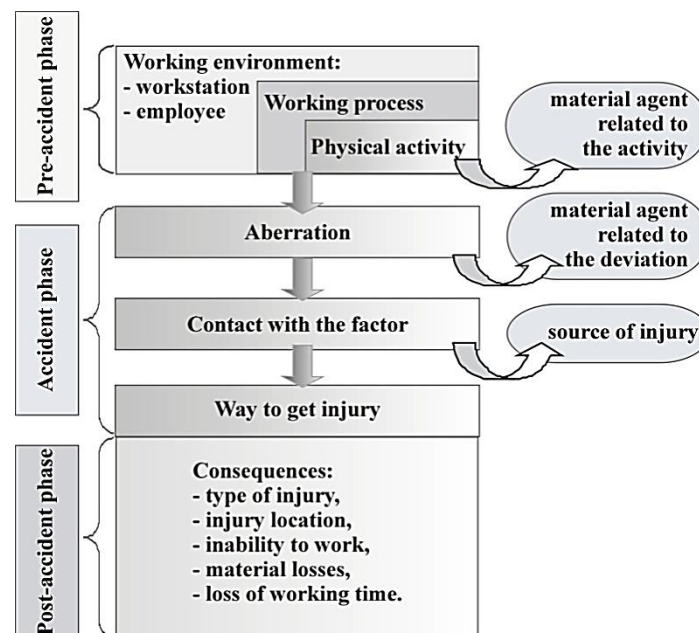 Pre-accident phase
Working environment:
- workstation
- employee
Working process
Physical activity
material agent
related to
the activity
Accident phase
Aberration
material agent
related to
the deviation
Contact with the factor
source of injury
Way to get injury
Post-accident phase
Consequences:
- type of injury,
- injury location,
- inability to work,
- material losses,
- loss of working time.